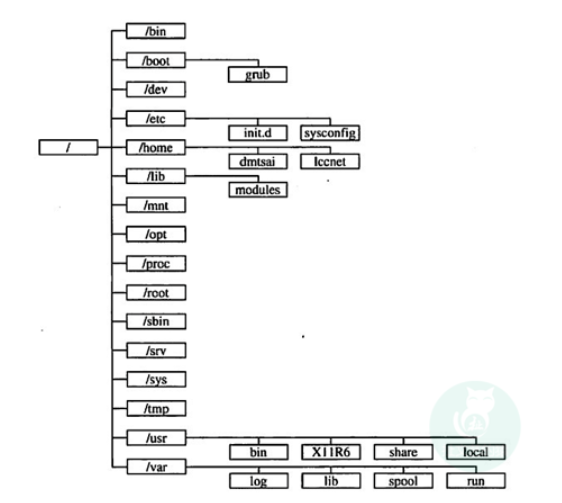 /bin
/boot
grub
/dev
/etc
init.d sysconfig
/ /home
dmtsai lccnet
/lib
modules
/mnt
/opt
/proc
/root
/sbin
/srv
/sys
/tmp
/usr
bin X11R6 share local
/var
log lib spool run